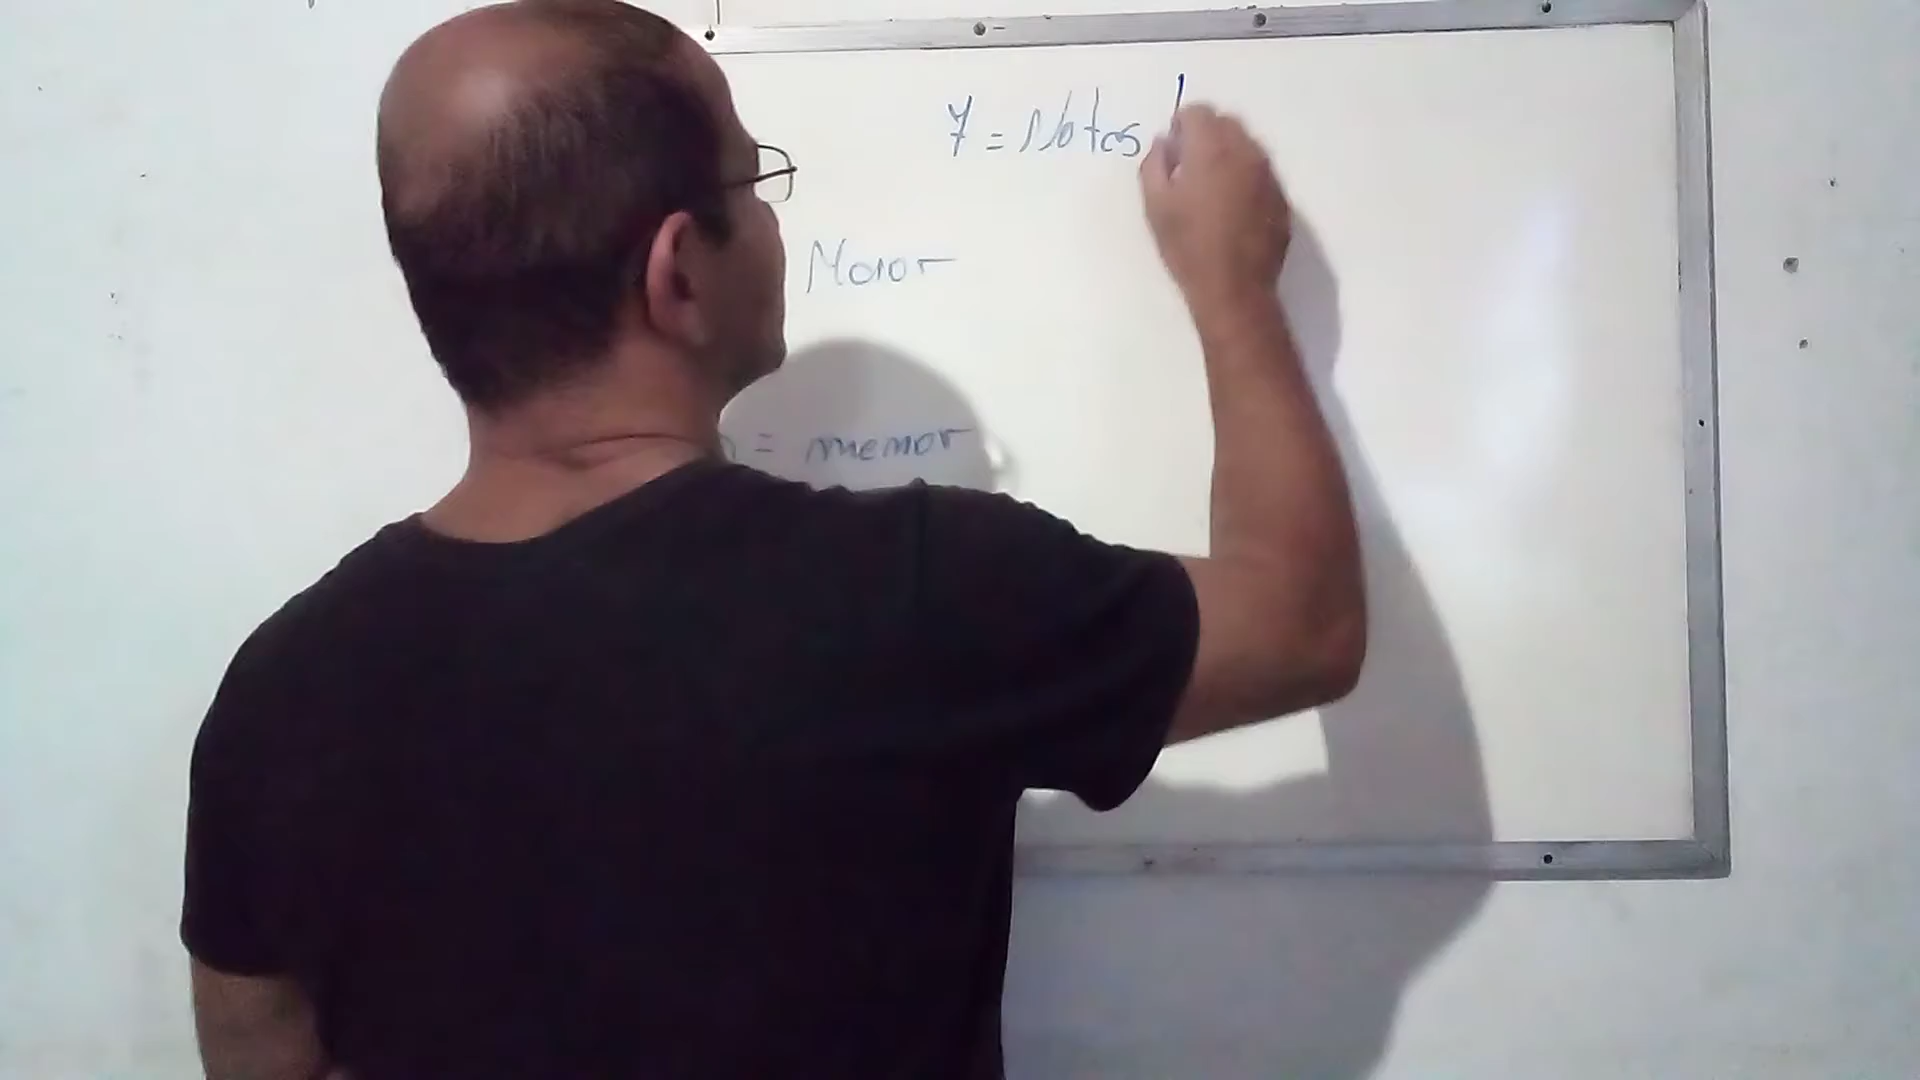 7 = Notas
Maior
= menor